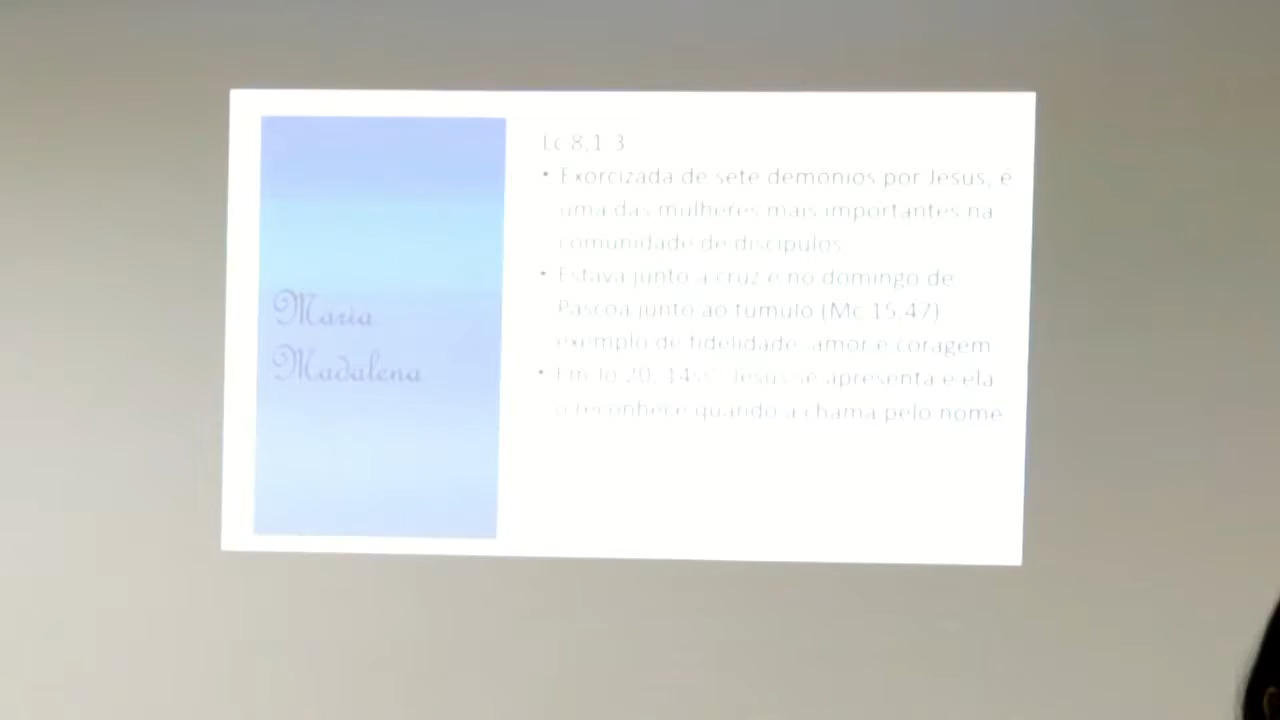 Maria
Madalena
Lc 8,1-3
• Exorcizada de sete demônios por Jesus, é
uma das mulheres mais importantes na
comunidade de discípulos
• Estava junto a cruz e no domingo de
Pascoa junto ao tumulo (Mc 15,47)
exemplo de fidelidade, amor e coragem
• Em Jo 20, 14ss Jesus se apresenta e ela
o reconhece quando a chama pelo nome